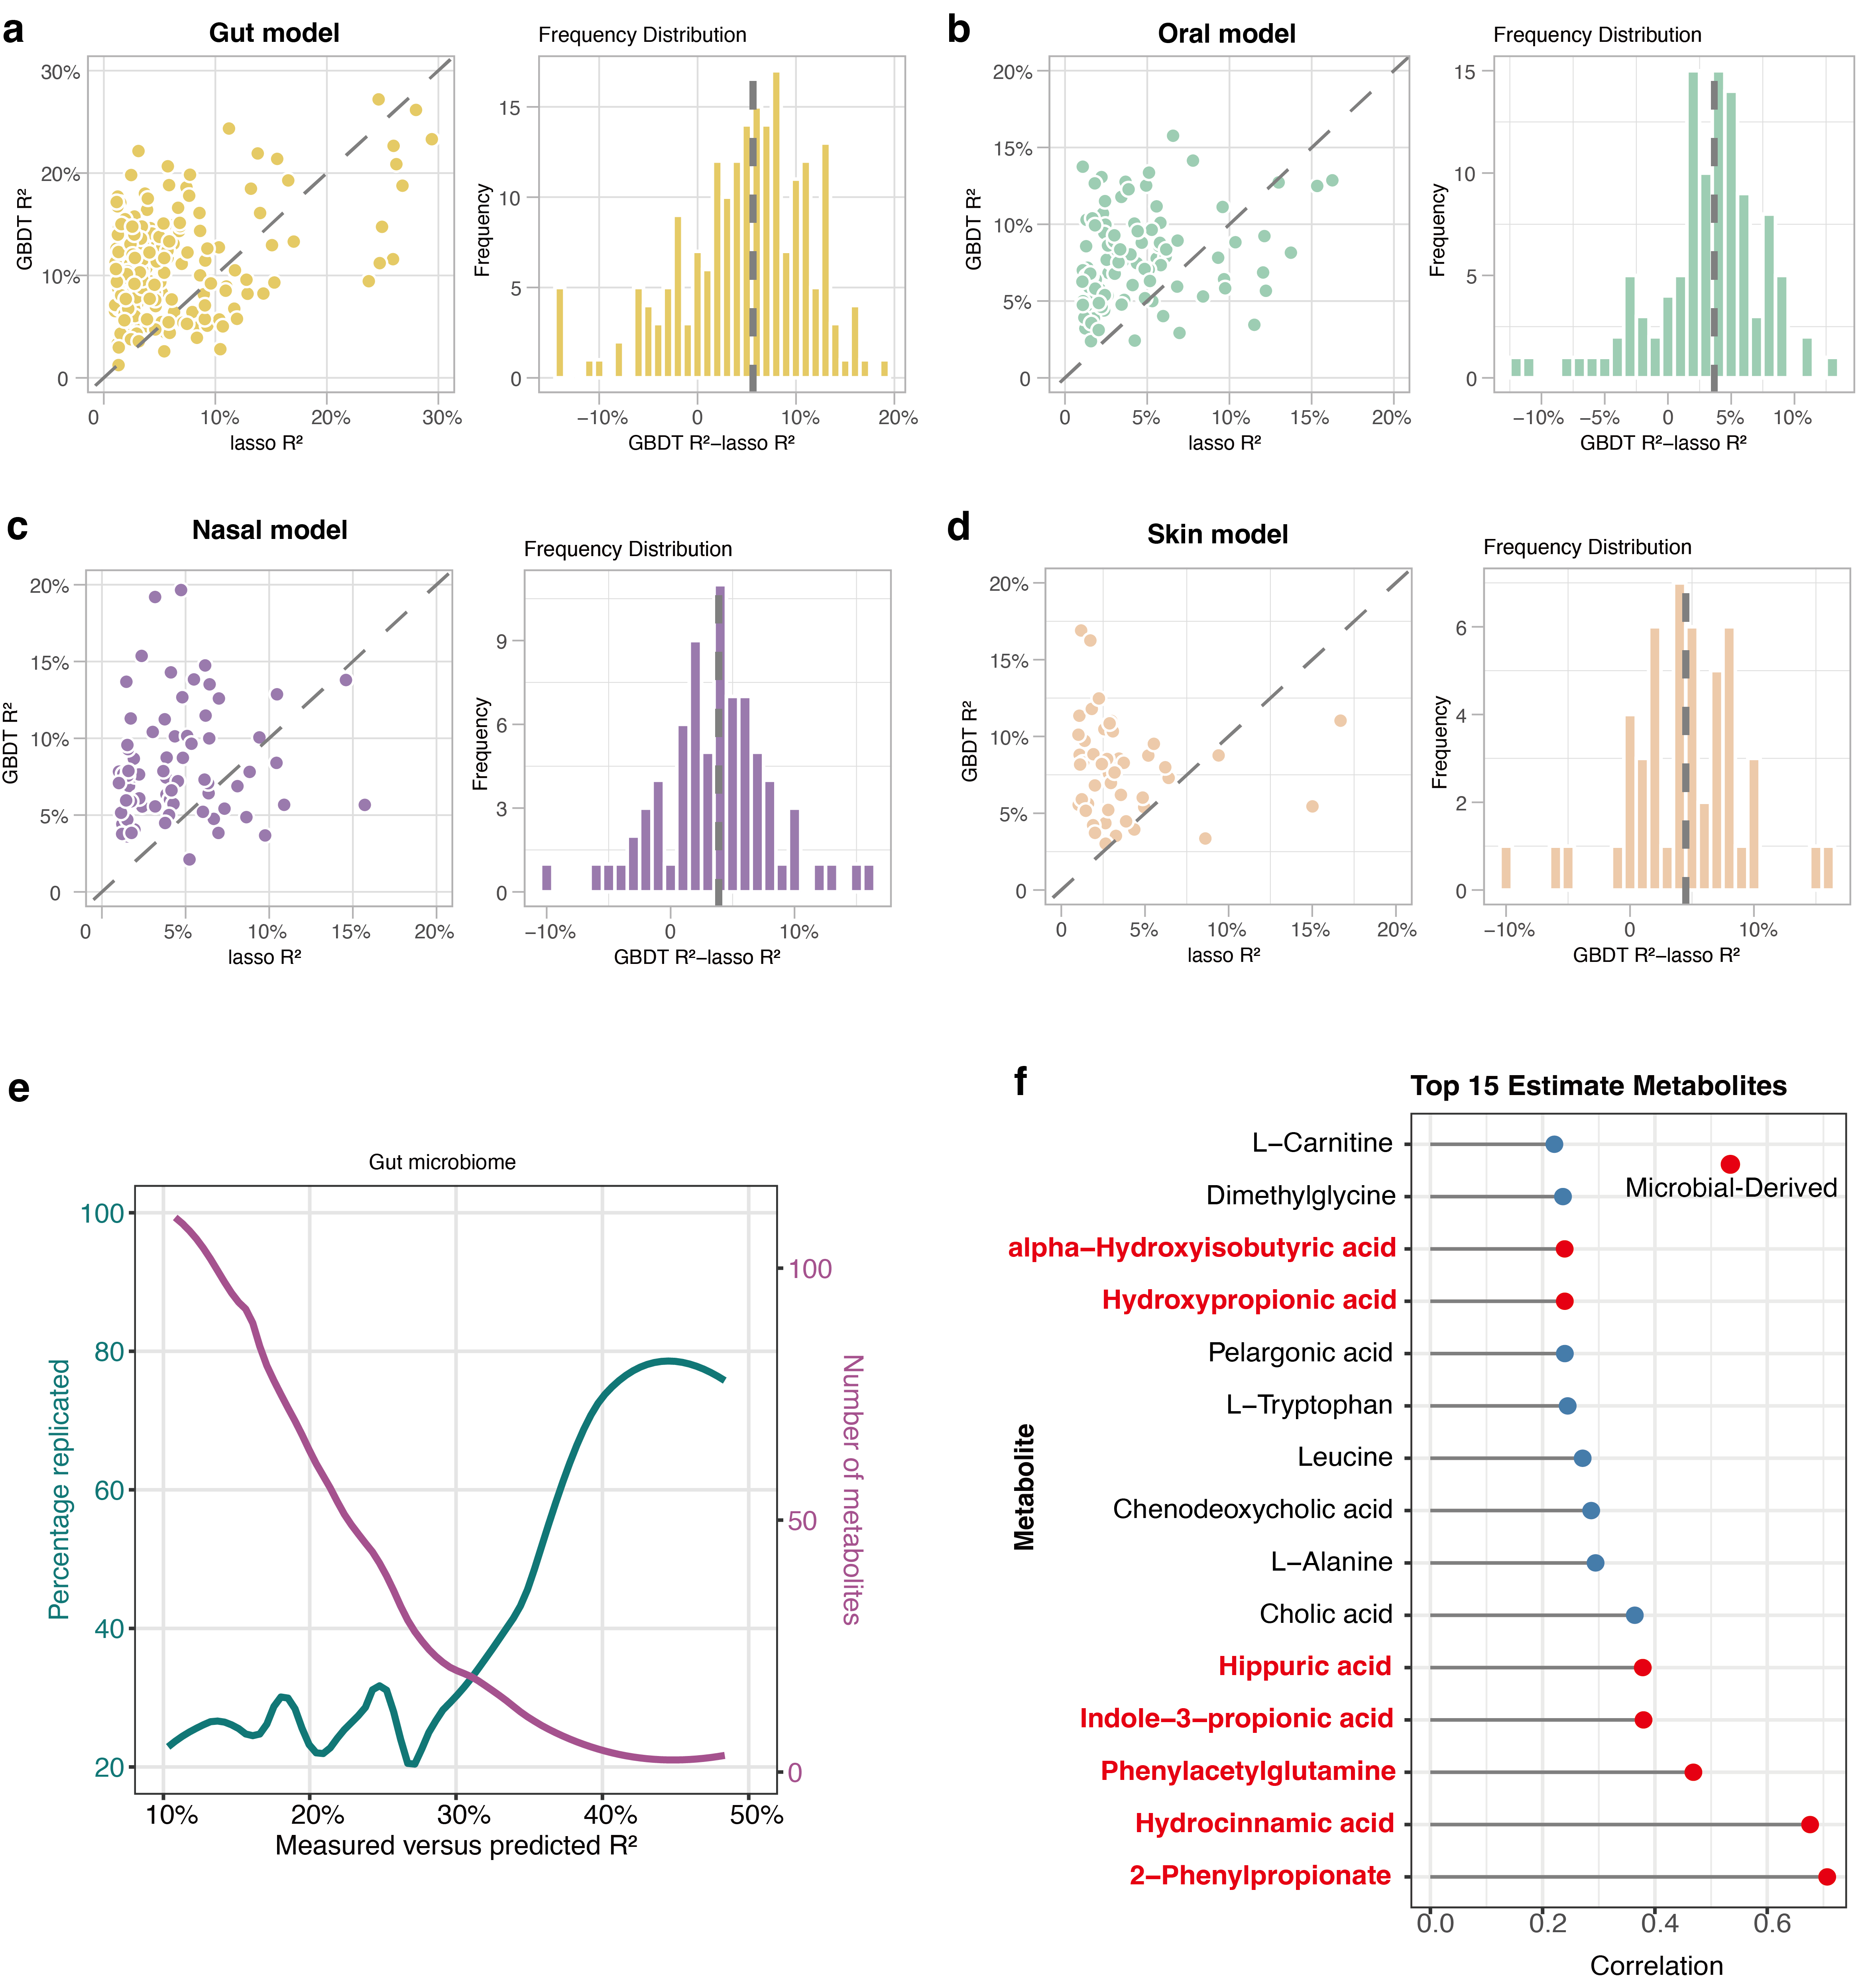 a
Gut model
Frequency Distribution
30%
20%
10%
0
GBDT R²
0
10%
20%
30%
lasso R²
15
10
5
0
Frequency
−10%
0
10%
20%
GBDT R²−lasso R²
b
Oral model
Frequency Distribution
20%
15%
10%
5%
0
GBDT R²
0
5%
10%
15%
20%
lasso R²
15
10
5
0
Frequency
−10%
−5%
0
5%
10%
GBDT R²−lasso R²
c
Nasal model
Frequency Distribution
20%
15%
10%
5%
0
GBDT R²
0
5%
10%
15%
20%
lasso R²
9
6
3
0
Frequency
−10%
0
10%
GBDT R²−lasso R²
d
Skin model
Frequency Distribution
20%
15%
10%
5%
0
GBDT R²
0
5%
10%
15%
20%
lasso R²
6
4
2
0
Frequency
−10%
0
10%
GBDT R²−lasso R²
e
Gut microbiome
100
80
60
40
20
Percentage replicated
100
50
0
Number of metabolites
10%
20%
30%
40%
50%
Measured versus predicted R²
f
Top 15 Estimate Metabolites
L−Carnitine
Dimethylglycine
alpha−Hydroxyisobutyric acid
Hydroxypropionic acid
Pelargonic acid
L−Tryptophan
Leucine
Chenodeoxycholic acid
L−Alanine
Cholic acid
Hippuric acid
Indole−3−propionic acid
Phenylacetylglutamine
Hydrocinnamic acid
2−Phenylpropionate
Metabolite
Microbial-Derived
0.0
0.2
0.4
0.6
Correlation